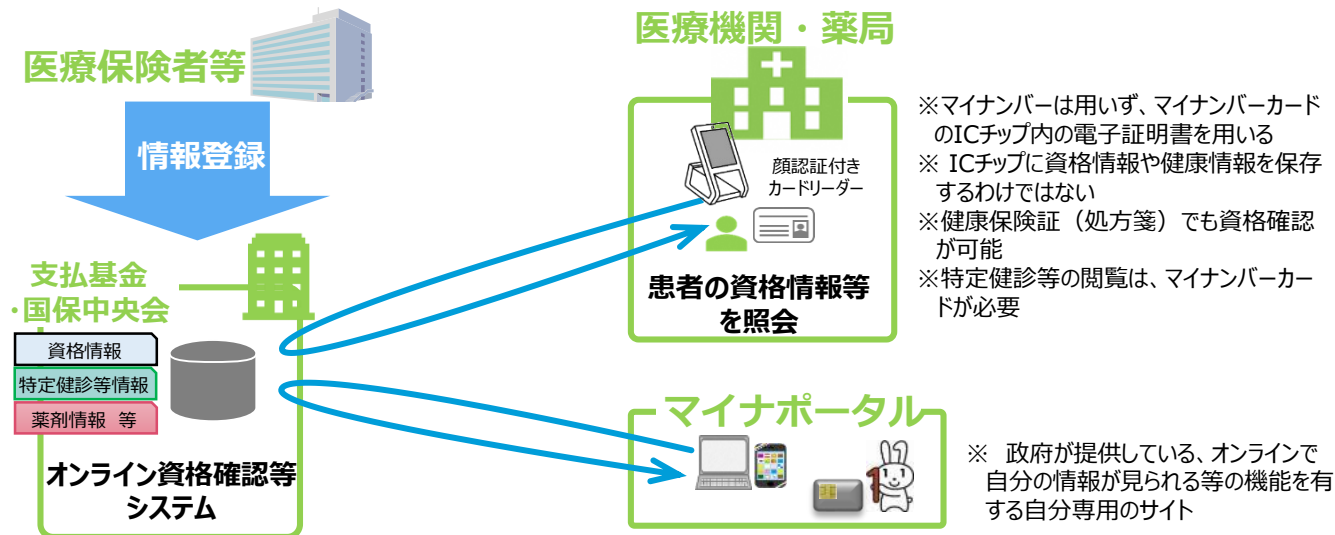 医療保険者等
情報登録
支払基金
・国保中央会
資格情報
特定健診等情報
薬剤情報 等
オンライン資格確認等
システム
医療機関・薬局
顔認証付き
カードリーダー
患者の資格情報等
を照会
※マイナンバーは用いず、マイナンバーカード
のICチップ内の電子証明書を用いる
※ ICチップに資格情報や健康情報を保存
するわけではない
※健康保険証（処方箋）でも資格確認
が可能
※特定健診等の閲覧は、マイナンバーカー
ドが必要
マイナポータル
※ 政府が提供している、オンラインで
自分の情報が見られる等の機能を有
する自分専用のサイト